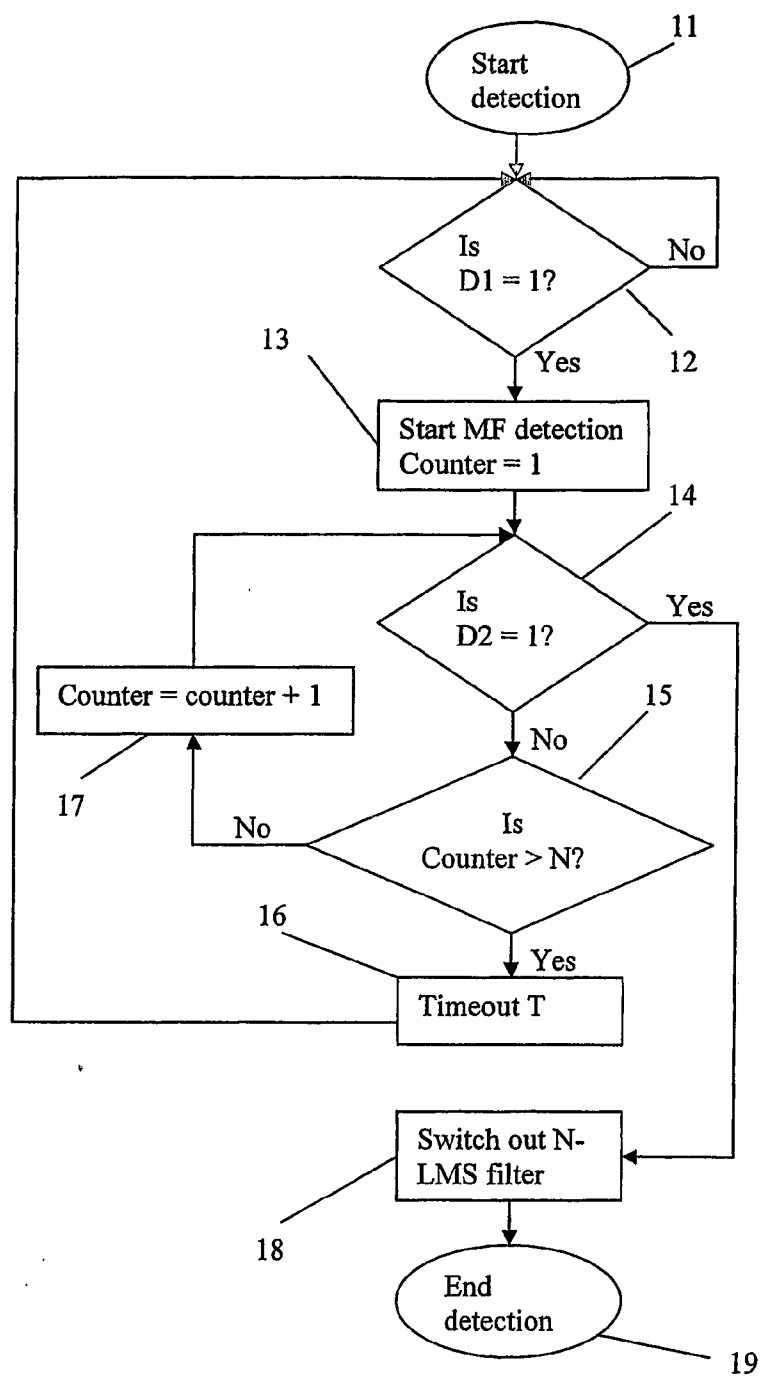 11
Start
detection
Is
D1 = 1?
No
12
Yes
13
Start MF detection
Counter = 1
14
Is
D2 = 1?
Yes
Counter = counter + 1
17
No
15
No
Is
Counter > N?
16
Yes
Timeout T
Switch out N-
LMS filter
18
End
detection
19